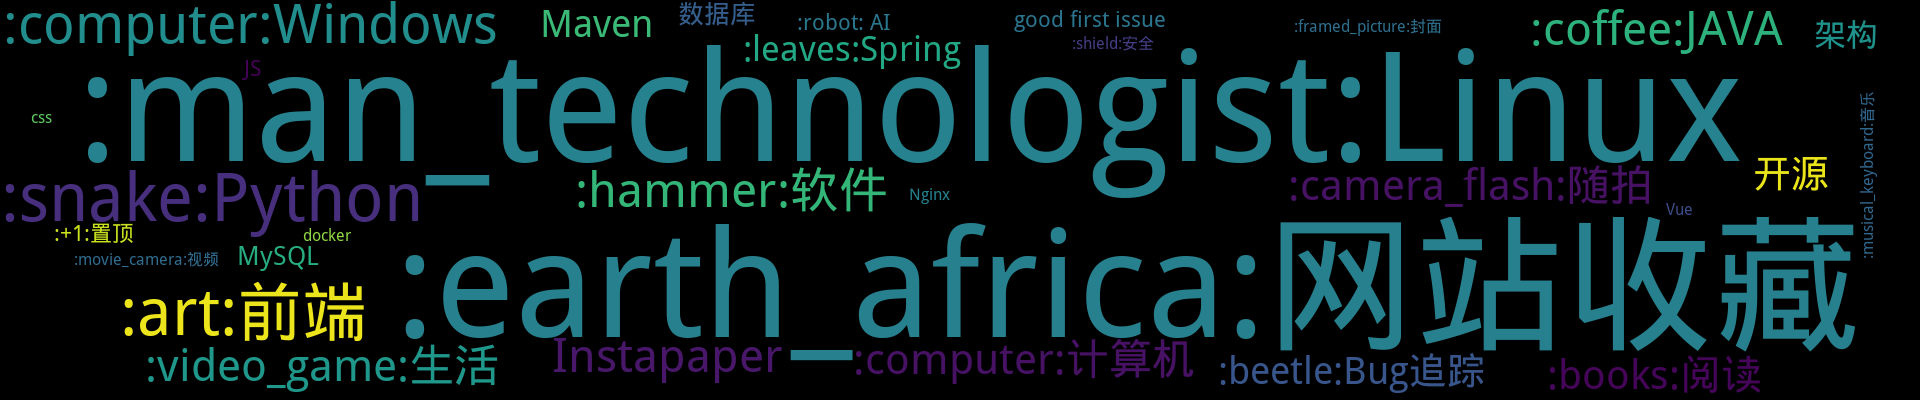 :computer:Windows
Maven
数据库
:robot: AI
good first issue
:framed_picture:封面
:coffee:JAVA
架构
:leaves:Spring
:shield:安全
JS
css
:man_technologist:Linux
:musical_keyboard:音乐
:snake:Python
:hammer:软件
Nginx
:camera_flash:随拍
开源
Vue
:+1:置顶
docker
:movie_camera:视频
MySQL
:earth_africa:网站收藏
:art:前端
:video_game:生活
Instapaper
:computer:计算机
:beetle:Bug追踪
:books:阅读